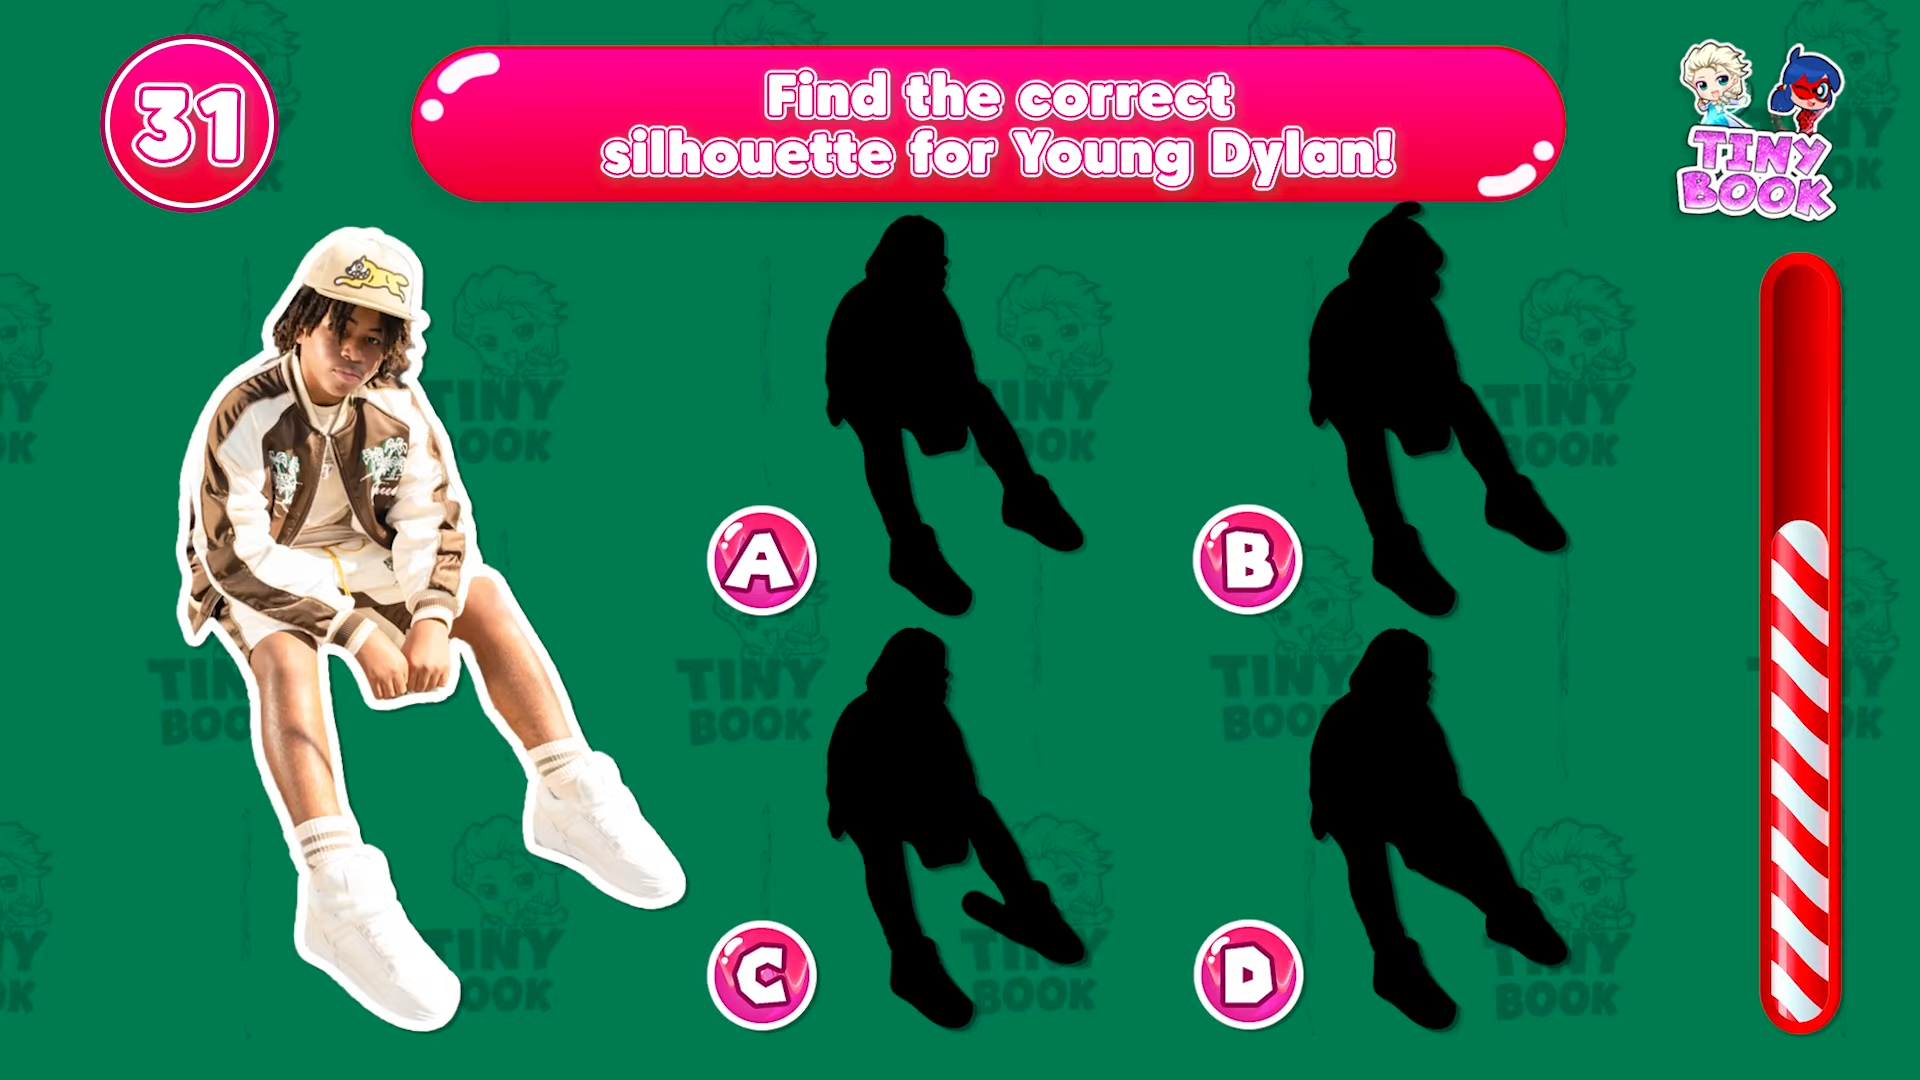 31
Find the correct
silhouette for Young Dylan!
TINY
BOOK
A
B
C
D